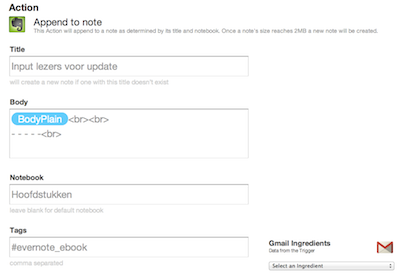 Action
Append to note
This Action will append to a note as determined by its title and notebook. Once a note's size reaches 2MB a new note will be created.
Title
Input lezers voor update
will create a new note if one with this title doesn't exist
Body
BodyPlain <br><br>
- - - - -<br>
Notebook
Hoofdstukken
leave blank for default notebook
Tags
#evernote_ebook
comma separated
Gmail Ingredients
Data from the Trigger
Select an Ingredient